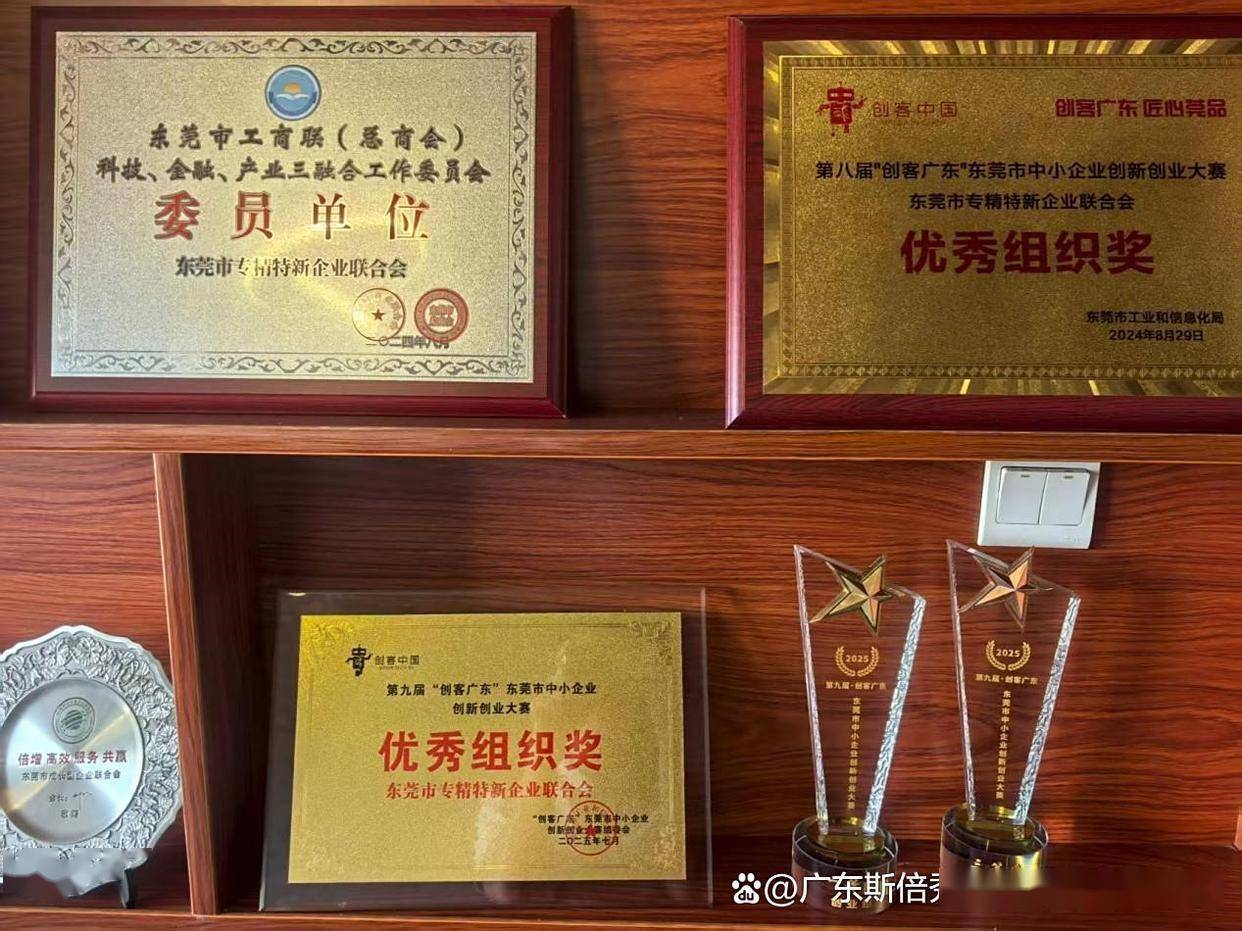 东莞市工商联（总商会）
科技、金融、产业三融合工作委员会
委员单位
东莞市专精特新企业联合会
二〇二四年八月
创客中国
创客广东 匠心莞品
第八届"创客广东"东莞市中小企业创新创业大赛
东莞市专精特新企业联合会
优秀组织奖
东莞市工业和信息化局
2024年8月29日
倍增 高效 服务 共赢
东莞市成长型企业联合会
会长：
创客中国
第九届“创客广东”东莞市中小企业
创新创业大赛
优秀组织奖
东莞市专精特新企业联合会
“创客广东”东莞市中小企业
创新创业大赛组委会
二〇二五年七月
2025
第九届·创客广东
东莞市中小企业创新创业大赛
2025
第九届·创客广东
东莞市中小企业创新创业大赛
du @广东斯倍